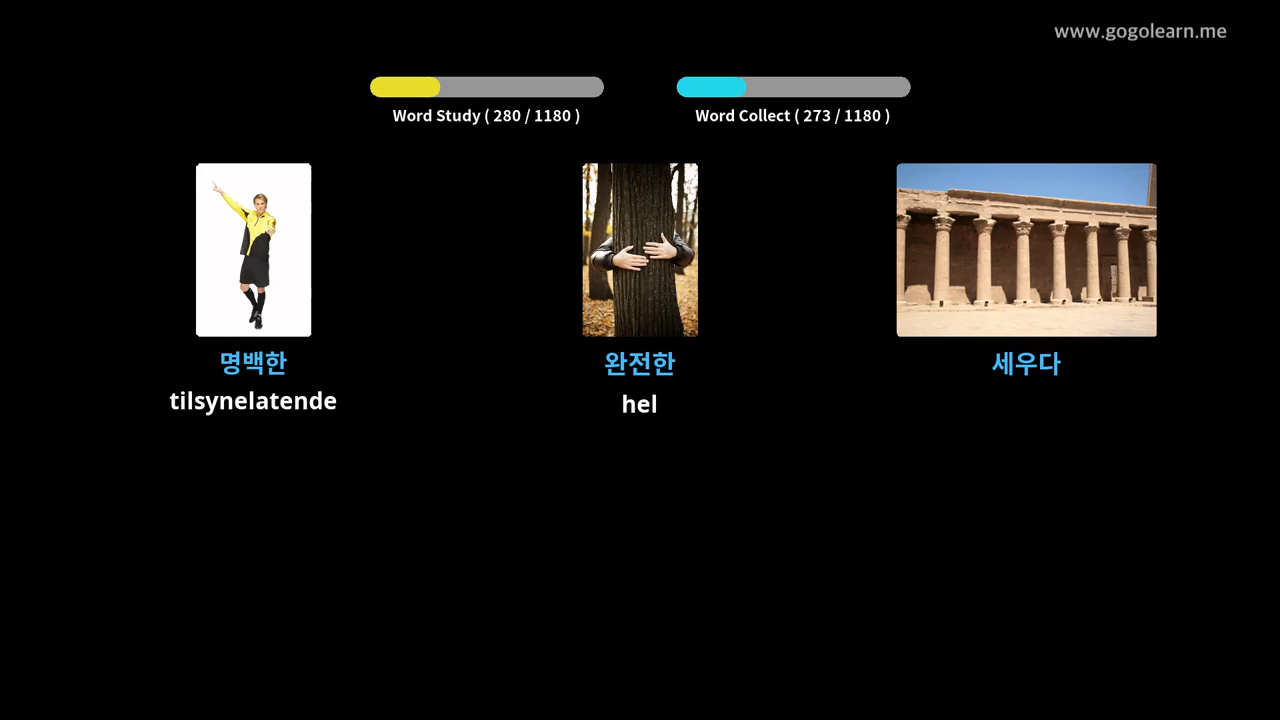 www.gogolearn.me
Word Study ( 280 / 1180 )
Word Collect ( 273 / 1180 )
명백한
tilsynelatende
완전한
hel
세우다